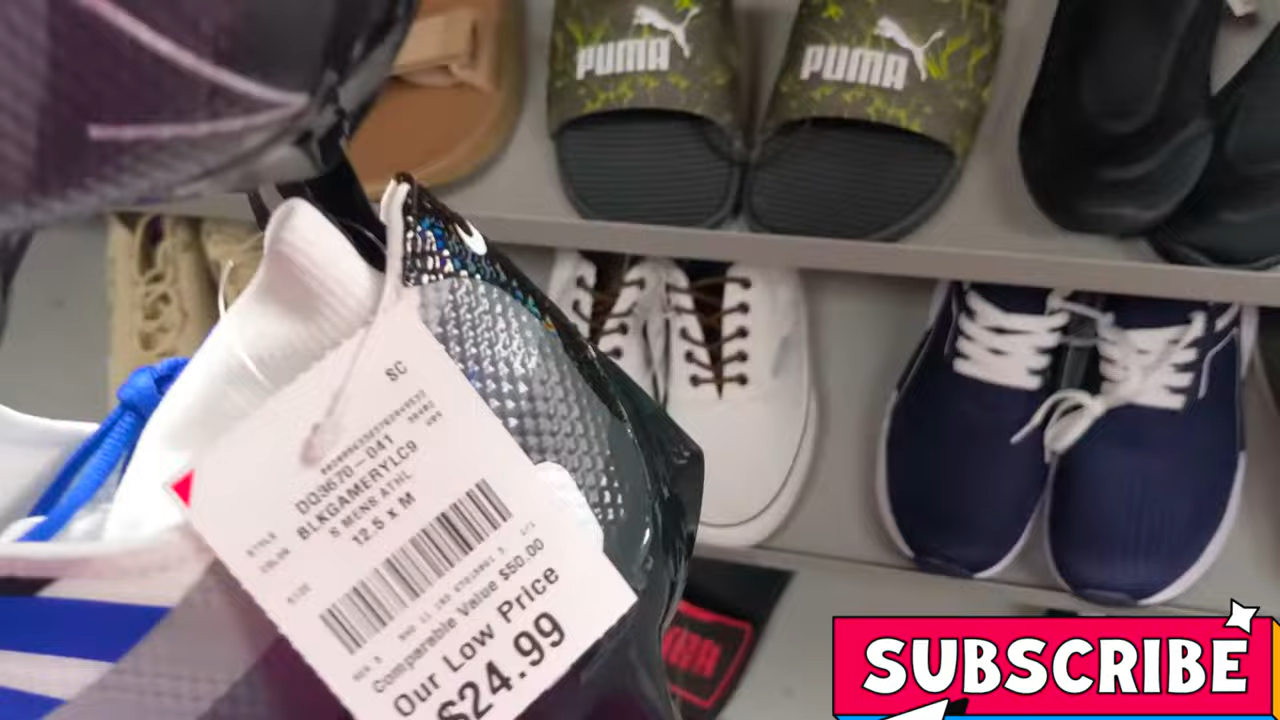 PUMA
PUMA
SC
STYLE
DQ3670-041
COLOR
BLKGAMERYLC9
S MENS ATHL
SIZE
12.5 x M
Comparable Value $50.00
Our Low Price
$24.99
SUBSCRIBE